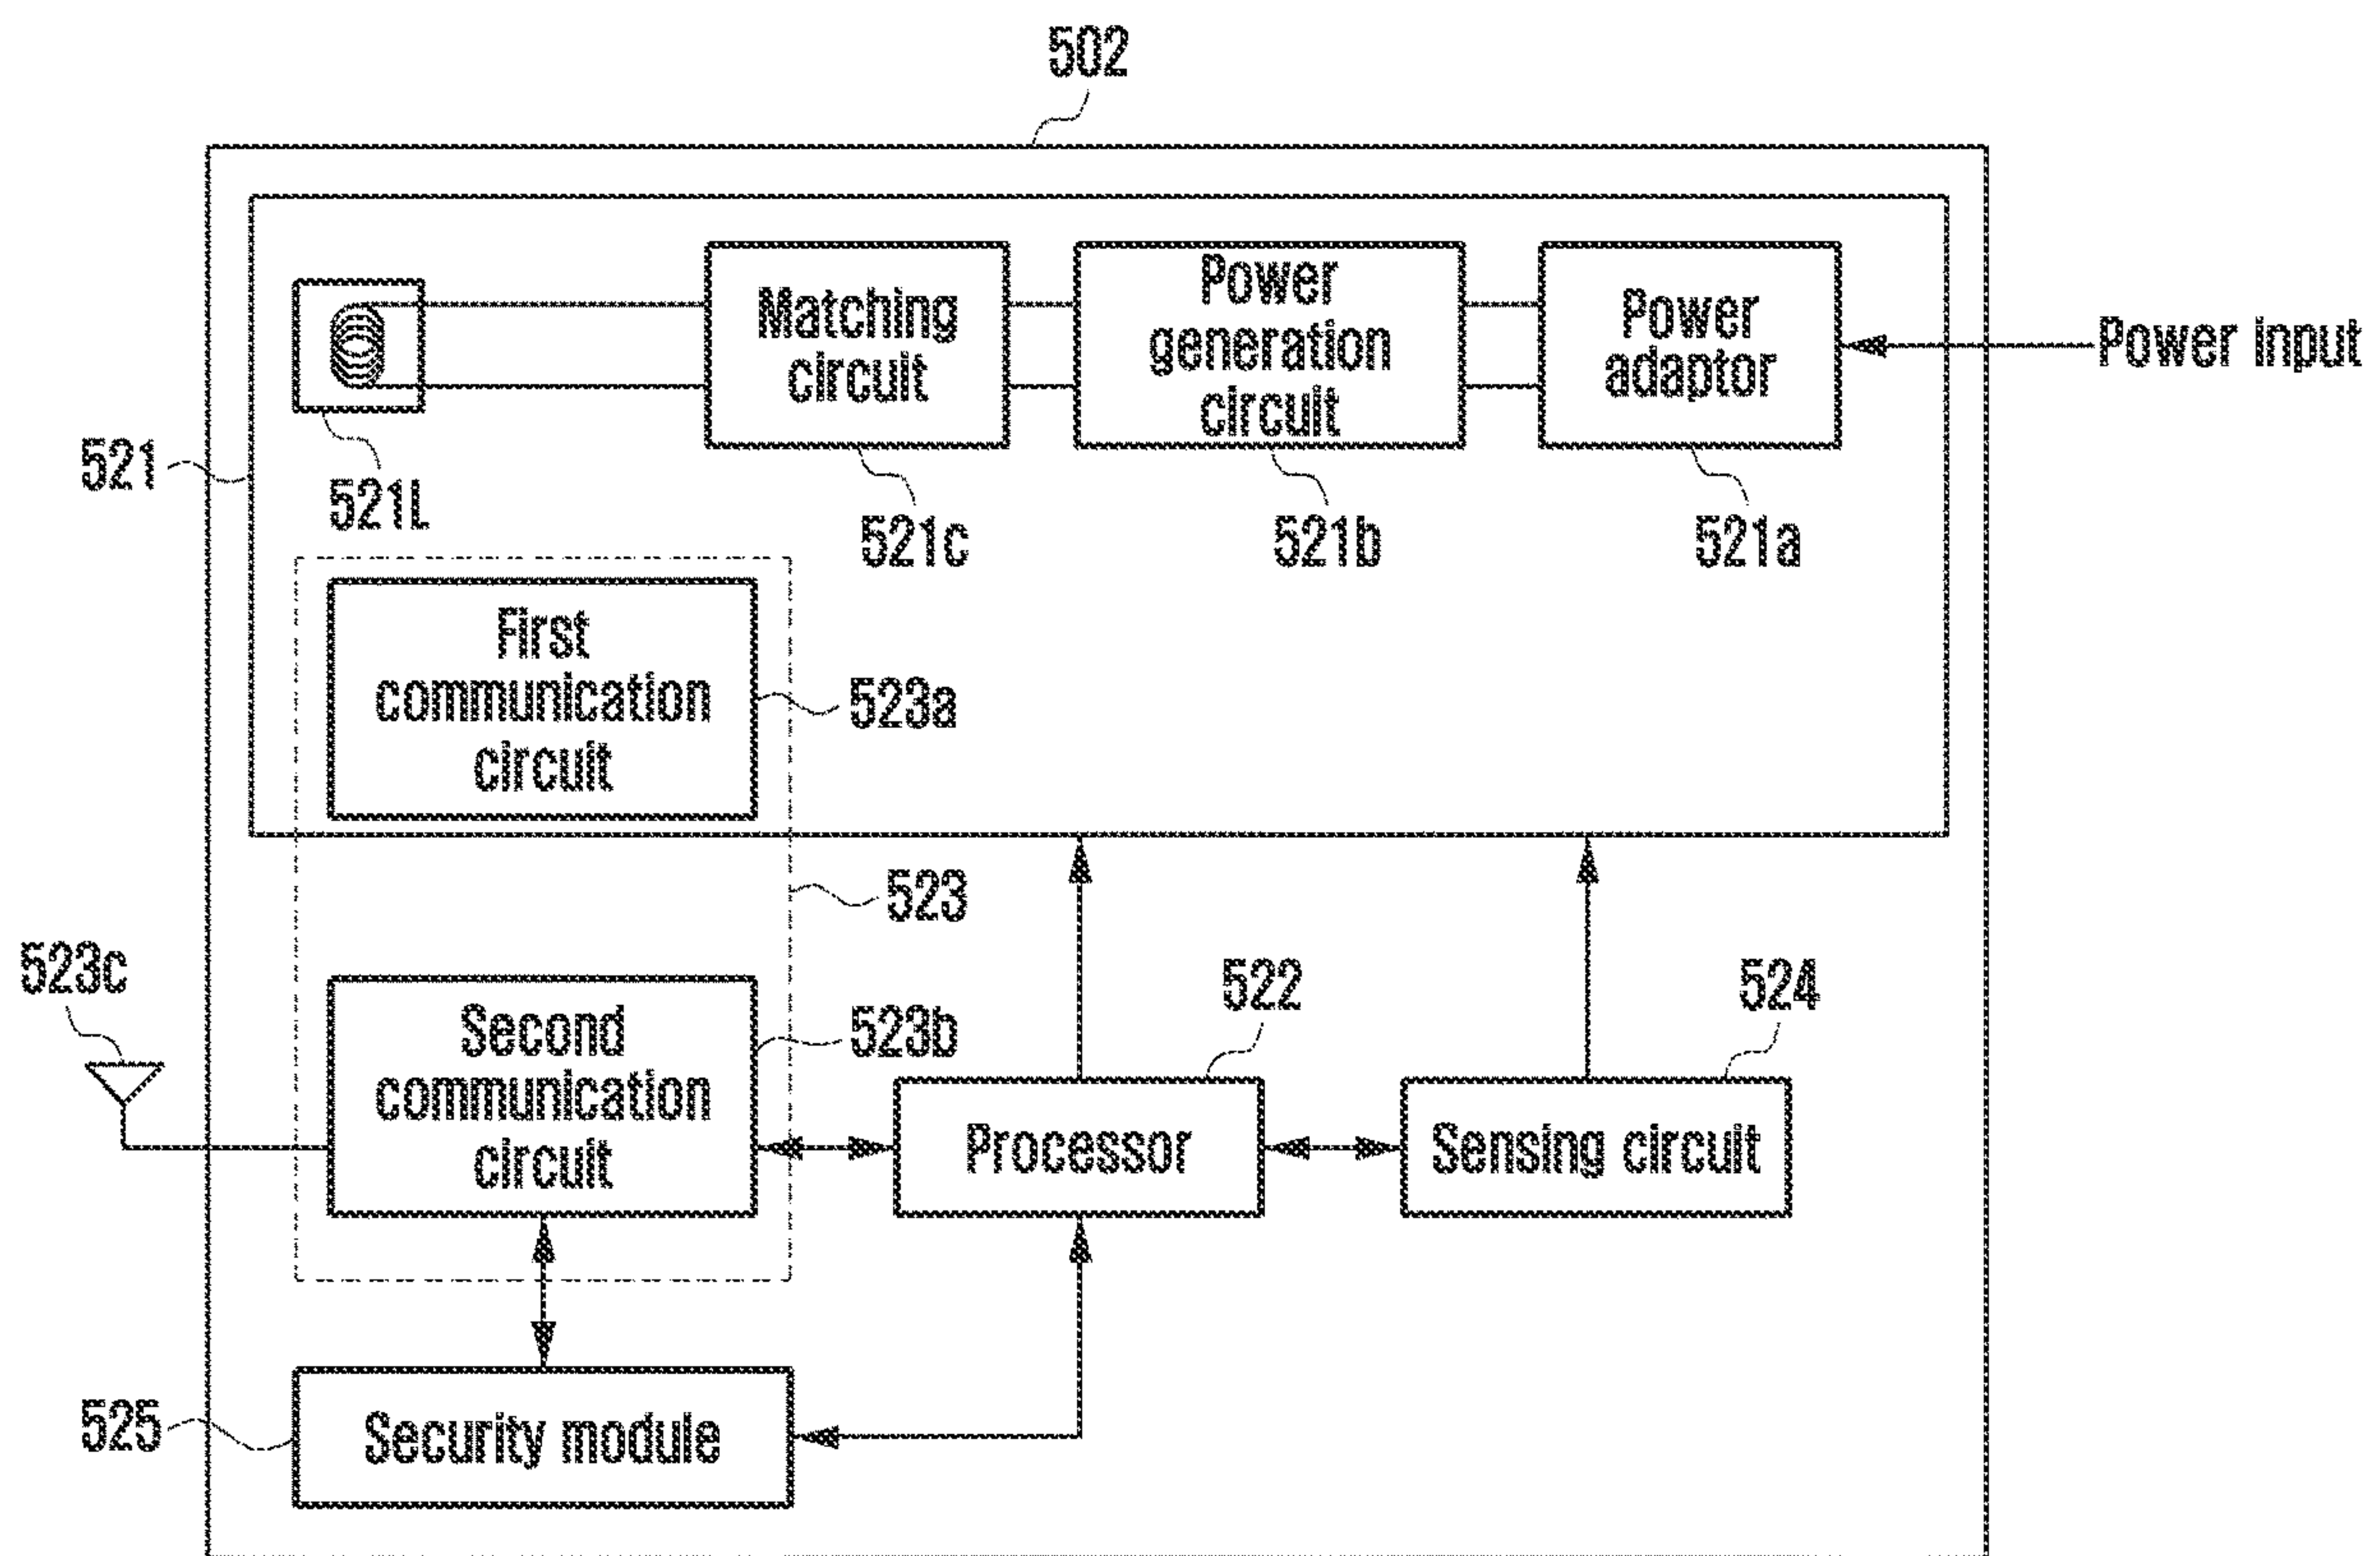 502
Matching
circuit
Power
generation
circuit
Power
adaptor
Power input
521
521L
521c
521b
521a
First
communication
circuit
523a
523
523c
Second
communication
circuit
523b
522
524
Processor
Sensing circuit
525
Security module